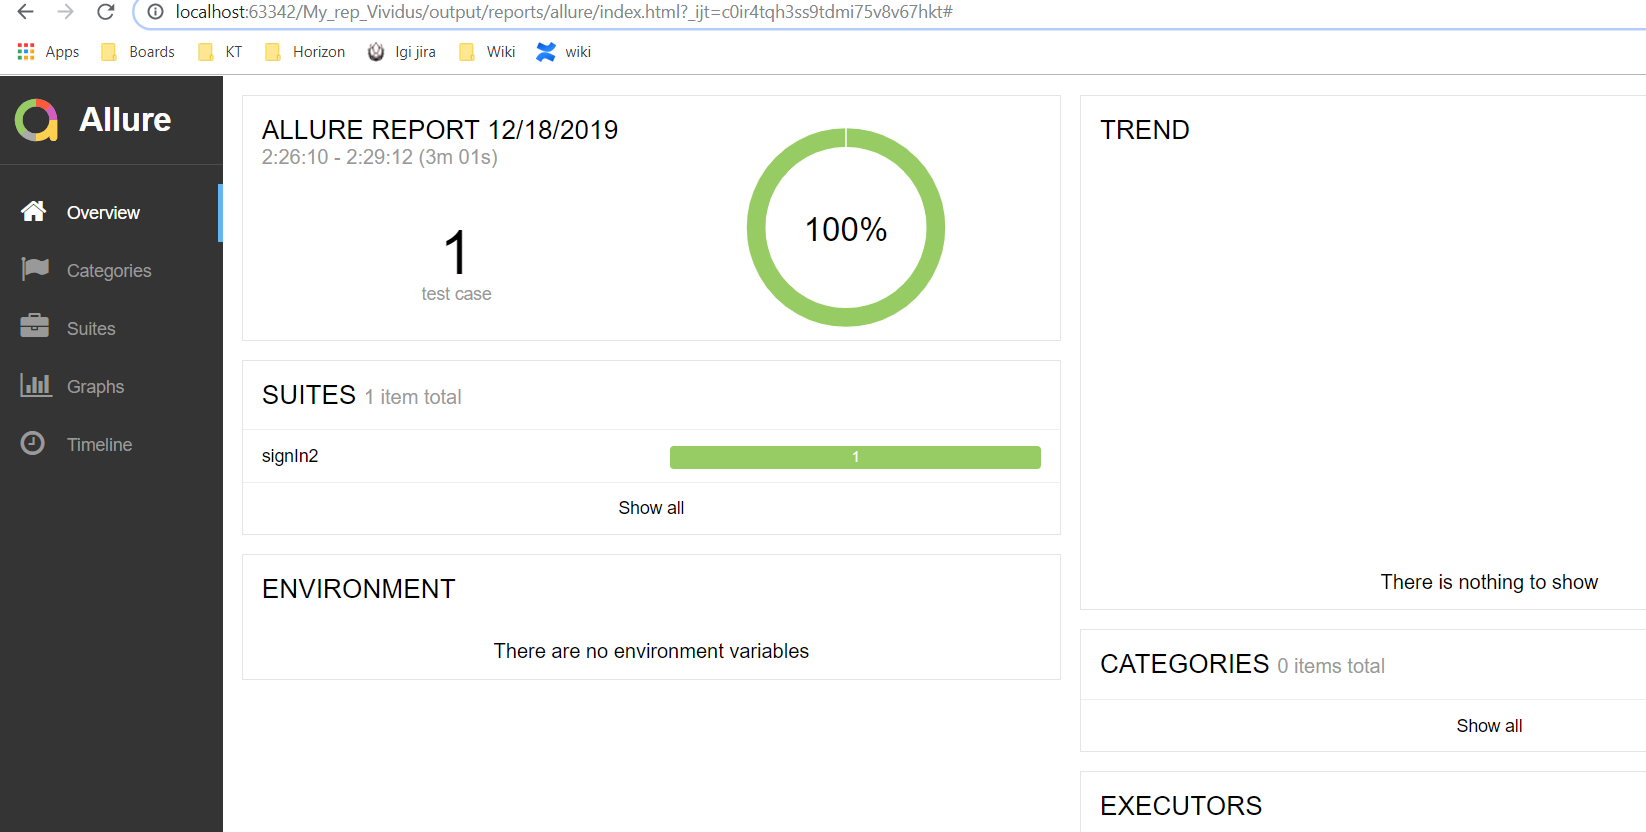 localhost:63342/My_rep_Vividus/output/reports/allure/index.html?_ijt=c0ir4tqh3ss9tdmi75v8v67hkt#
Apps Boards KT Horizon Igi jira Wiki wiki
Allure
Overview
Categories
Suites
Graphs
Timeline
ALLURE REPORT 12/18/2019
2:26:10 - 2:29:12 (3m 01s)
1
test case
100%
SUITES 1 item total
signIn2 1
Show all
ENVIRONMENT
There are no environment variables
TREND
There is nothing to show
CATEGORIES 0 items total
Show all
EXECUTORS